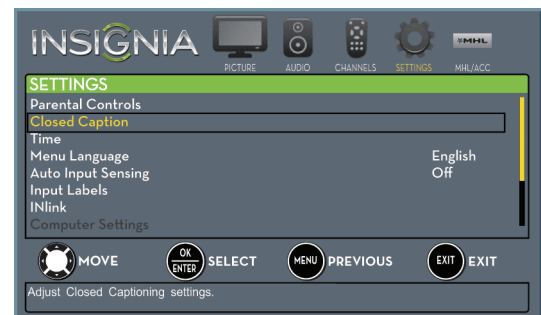 INSIGNIA
PICTURE AUDIO CHANNELS SETTINGS MHL/ACC
MHL
SETTINGS
Parental Controls
Closed Caption
Time
Menu Language English
Auto Input Sensing Off
Input Labels
INlink
Computer Settings
MOVE OK ENTER SELECT MENU PREVIOUS EXIT EXIT
Adjust Closed Captioning settings.